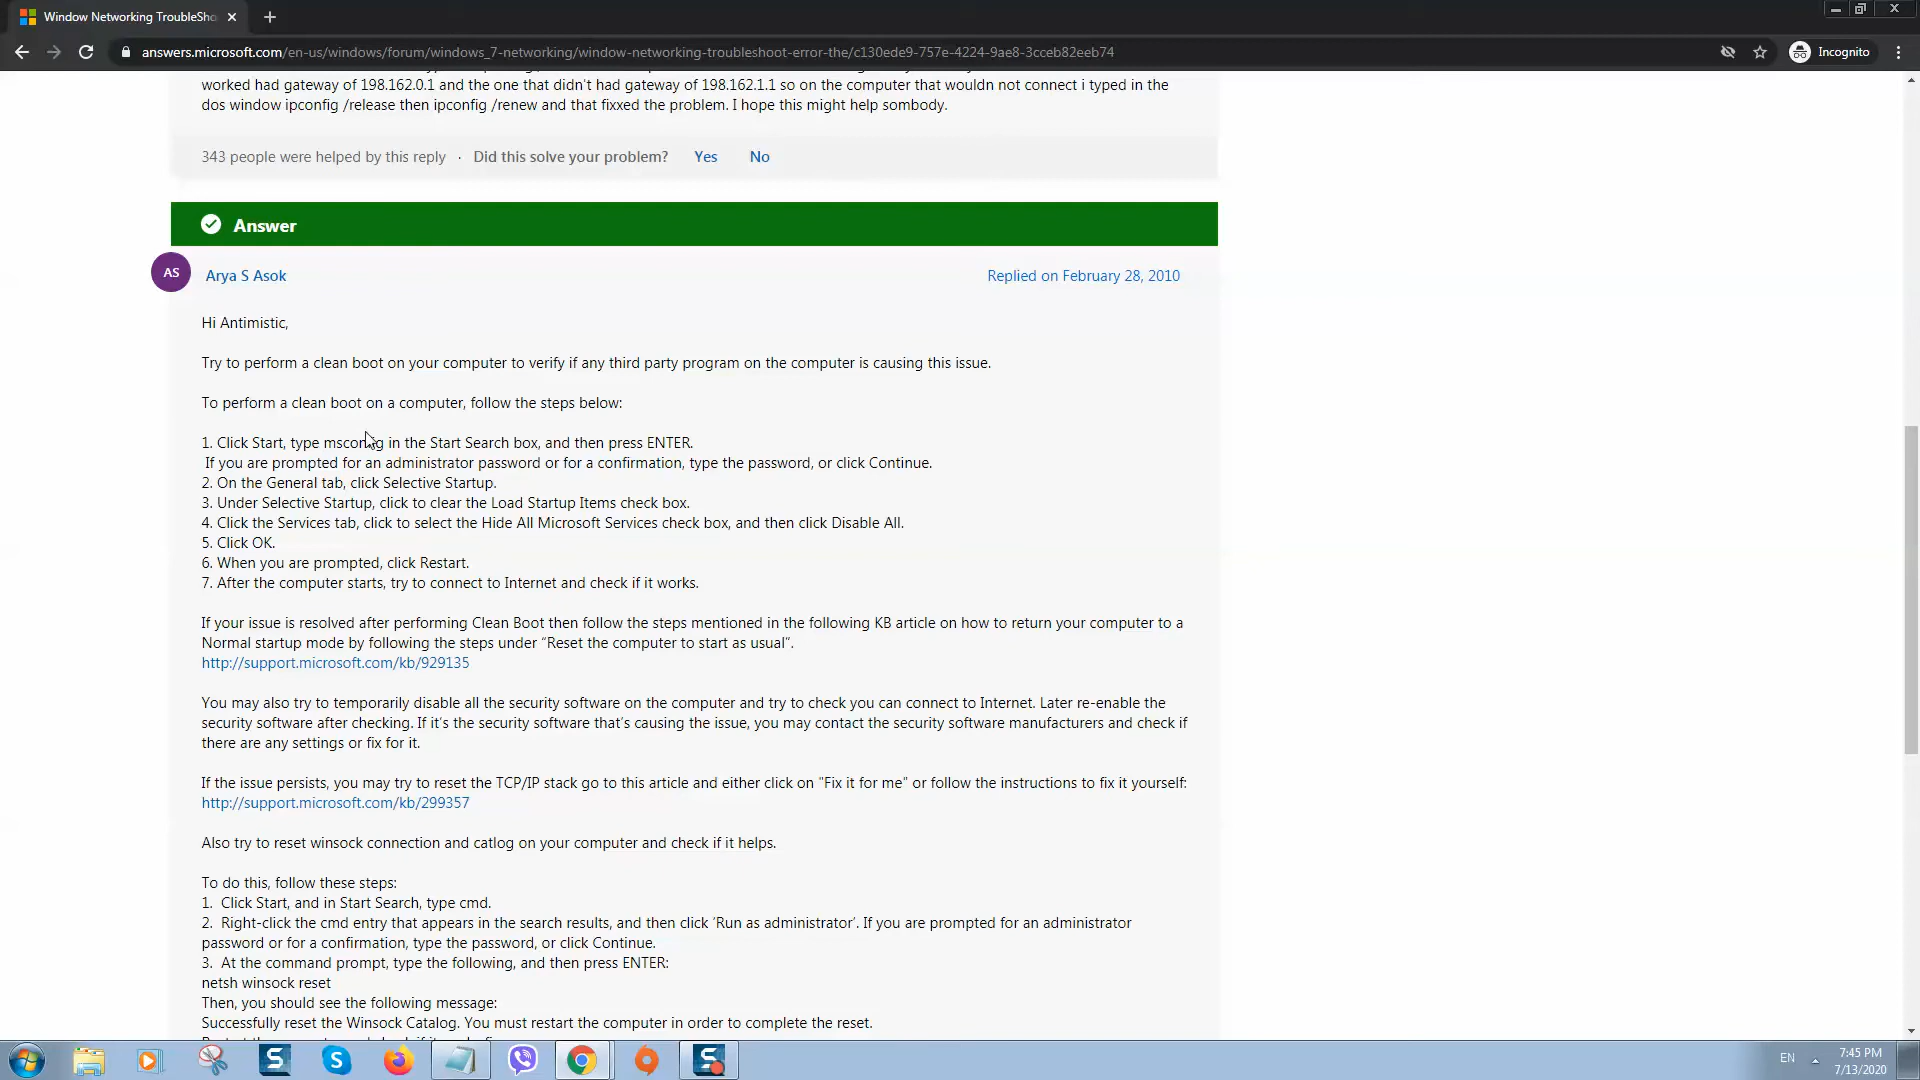 Window Networking TroubleSho
answers.microsoft.com/en-us/windows/forum/windows_7-networking/window-networking-troubleshoot-error-the/c130ede9-757e-4224-9ae8-3cceb82eeb74
Incognito
worked had gateway of 198.162.0.1 and the one that didn't had gateway of 198.162.1.1 so on the computer that wouldn not connect i typed in the
dos window ipconfig /release then ipconfig /renew and that fixxed the problem. I hope this might help sombody.
343 people were helped by this reply · Did this solve your problem? Yes No
Answer
AS Arya S Asok Replied on February 28, 2010
Hi Antimistic,
Try to perform a clean boot on your computer to verify if any third party program on the computer is causing this issue.
To perform a clean boot on a computer, follow the steps below:
1. Click Start, type msconfig in the Start Search box, and then press ENTER.
If you are prompted for an administrator password or for a confirmation, type the password, or click Continue.
2. On the General tab, click Selective Startup.
3. Under Selective Startup, click to clear the Load Startup Items check box.
4. Click the Services tab, click to select the Hide All Microsoft Services check box, and then click Disable All.
5. Click OK.
6. When you are prompted, click Restart.
7. After the computer starts, try to connect to Internet and check if it works.
If your issue is resolved after performing Clean Boot then follow the steps mentioned in the following KB article on how to return your computer to a
Normal startup mode by following the steps under “Reset the computer to start as usual”.
http://support.microsoft.com/kb/929135
You may also try to temporarily disable all the security software on the computer and try to check you can connect to Internet. Later re-enable the
security software after checking. If it’s the security software that’s causing the issue, you may contact the security software manufacturers and check if
there are any settings or fix for it.
If the issue persists, you may try to reset the TCP/IP stack go to this article and either click on "Fix it for me" or follow the instructions to fix it yourself:
http://support.microsoft.com/kb/299357
Also try to reset winsock connection and catlog on your computer and check if it helps.
To do this, follow these steps:
1. Click Start, and in Start Search, type cmd.
2. Right-click the cmd entry that appears in the search results, and then click ‘Run as administrator’. If you are prompted for an administrator
password or for a confirmation, type the password, or click Continue.
3. At the command prompt, type the following, and then press ENTER:
netsh winsock reset
Then, you should see the following message:
Successfully reset the Winsock Catalog. You must restart the computer in order to complete the reset.
EN
7:45 PM
7/13/2020